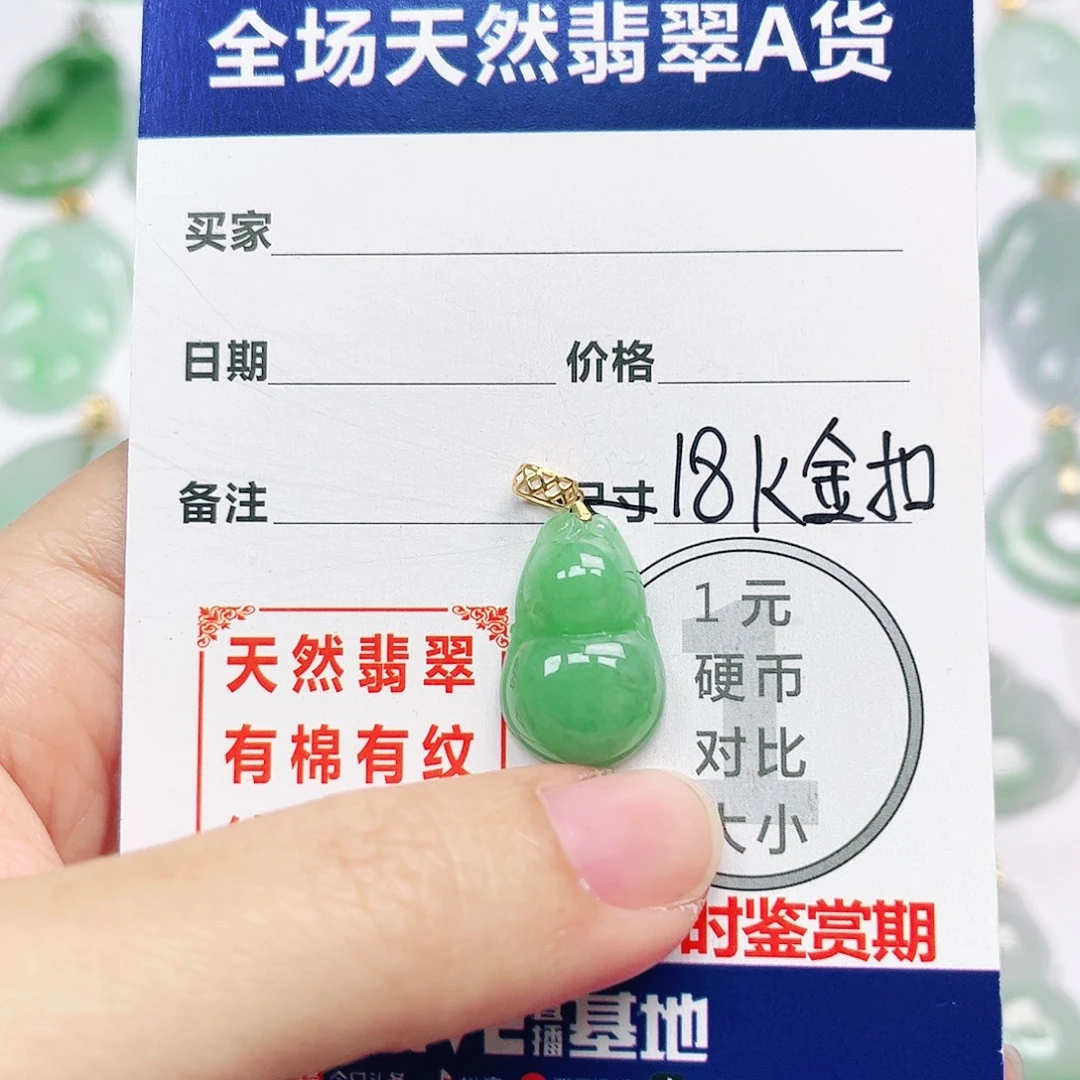 全场天然翡翠A货
买家
日期 价格
备注 尺寸 18K金扣
1元
硬币
对比
大小
天然翡翠
有棉有纹
时鉴赏期
直播基地